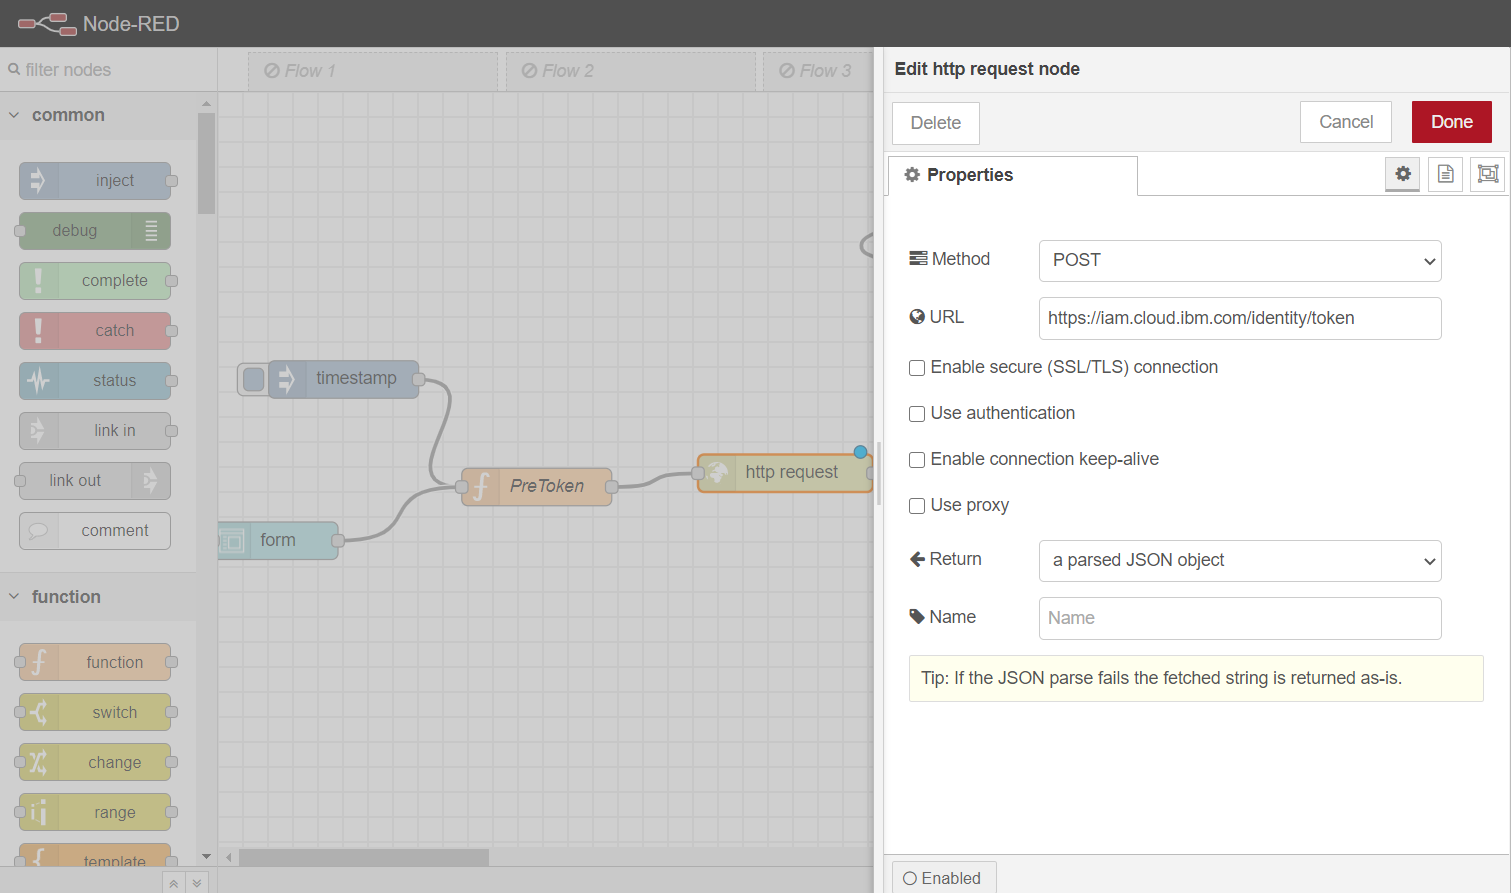 Node-RED
filter nodes
Flow 1
Flow 2
Flow 3
common
inject
debug
complete
catch
status
link in
link out
comment
function
function
switch
change
range
template
timestamp
form
PreToken
http request
Edit http request node
Delete
Cancel
Done
Properties
Method
POST
URL
https://iam.cloud.ibm.com/identity/token
Enable secure (SSL/TLS) connection
Use authentication
Enable connection keep-alive
Use proxy
Return
a parsed JSON object
Name
Name
Tip: If the JSON parse fails the fetched string is returned as-is.
Enabled